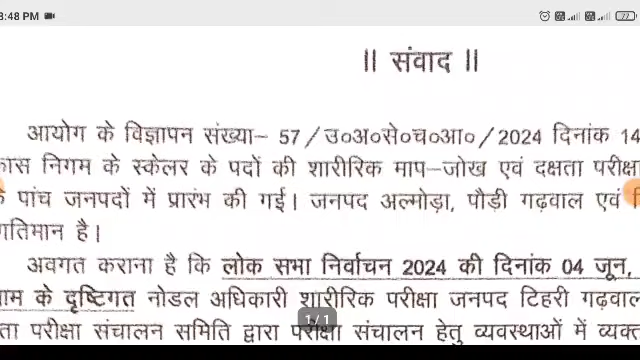 3:48 PM
77
|| संवाद ||
आयोग के विज्ञापन संख्या– 57/उ०अ०से०च०आ०/2024 दिनांक 14
निगम के स्केलर के पदों की शारीरिक माप–जोख एवं दक्षता परीक्षा
पांच जनपदों में प्रारंभ की गई। जनपद अल्मोड़ा, पौड़ी गढ़वाल एवं
गतिमान है।
अवगत कराना है कि लोक सभा निर्वाचन 2024 की दिनांक 04 जून,
के दृष्टिगत नोडल अधिकारी शारीरिक परीक्षा जनपद टिहरी गढ़वाल
परीक्षा संचालन समिति द्वारा परीक्षा संचालन हेतु व्यवस्थाओं में
1/1